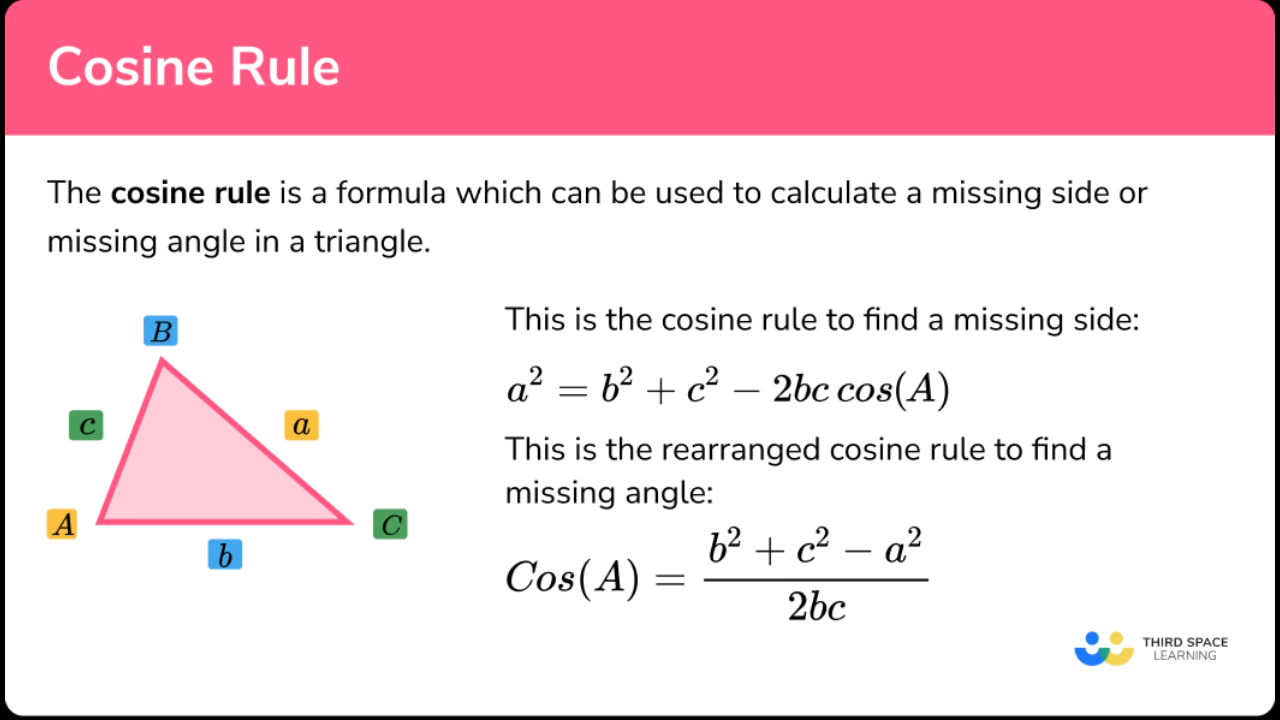 Cosine Rule
The cosine rule is a formula which can be used to calculate a missing side or
missing angle in a triangle.
B
c
a
A
C
b
This is the cosine rule to find a missing side:
a² = b² + c² − 2bc cos(A)
This is the rearranged cosine rule to find a
missing angle:
Cos(A) = (b² + c² − a²) / 2bc
THIRD SPACE
LEARNING